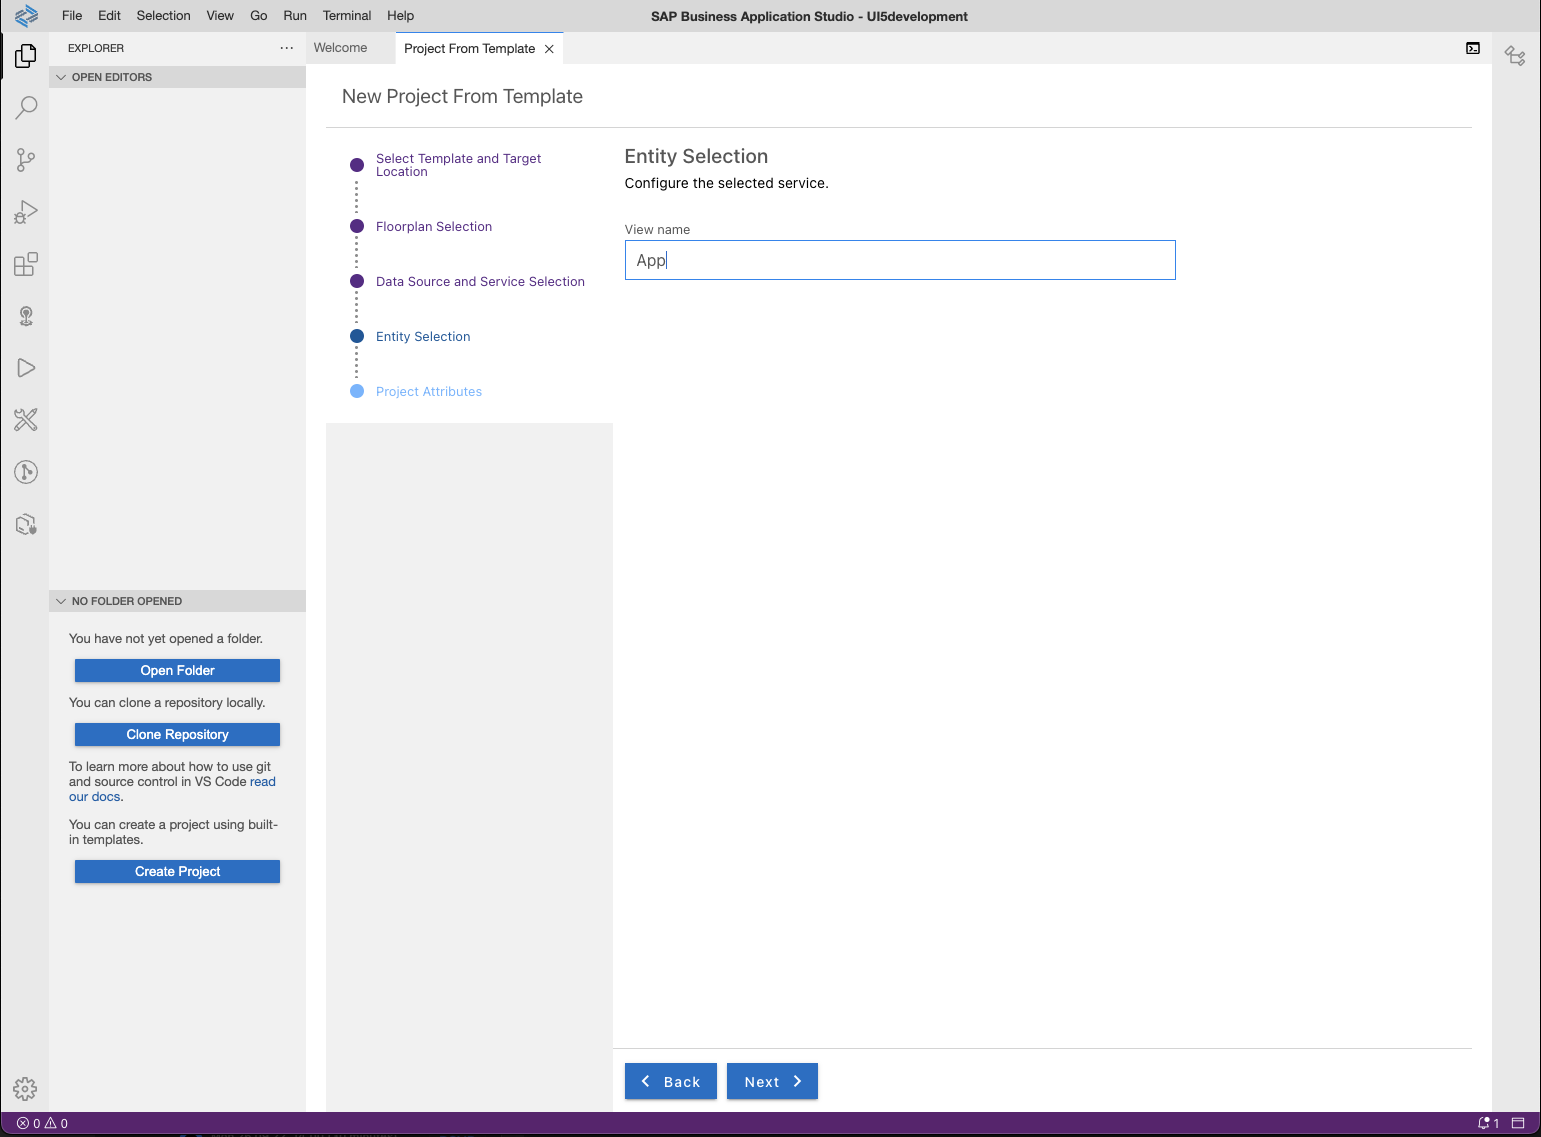 File Edit Selection View Go Run Terminal Help
SAP Business Application Studio - UI5development
EXPLORER
OPEN EDITORS
NO FOLDER OPENED
You have not yet opened a folder.
Open Folder
You can clone a repository locally.
Clone Repository
To learn more about how to use git
and source control in VS Code read
our docs.
You can create a project using built-
in templates.
Create Project
Welcome
Project From Template
New Project From Template
Select Template and Target
Location
Floorplan Selection
Data Source and Service Selection
Entity Selection
Project Attributes
Entity Selection
Configure the selected service.
View name
App
Back
Next
0 0
1